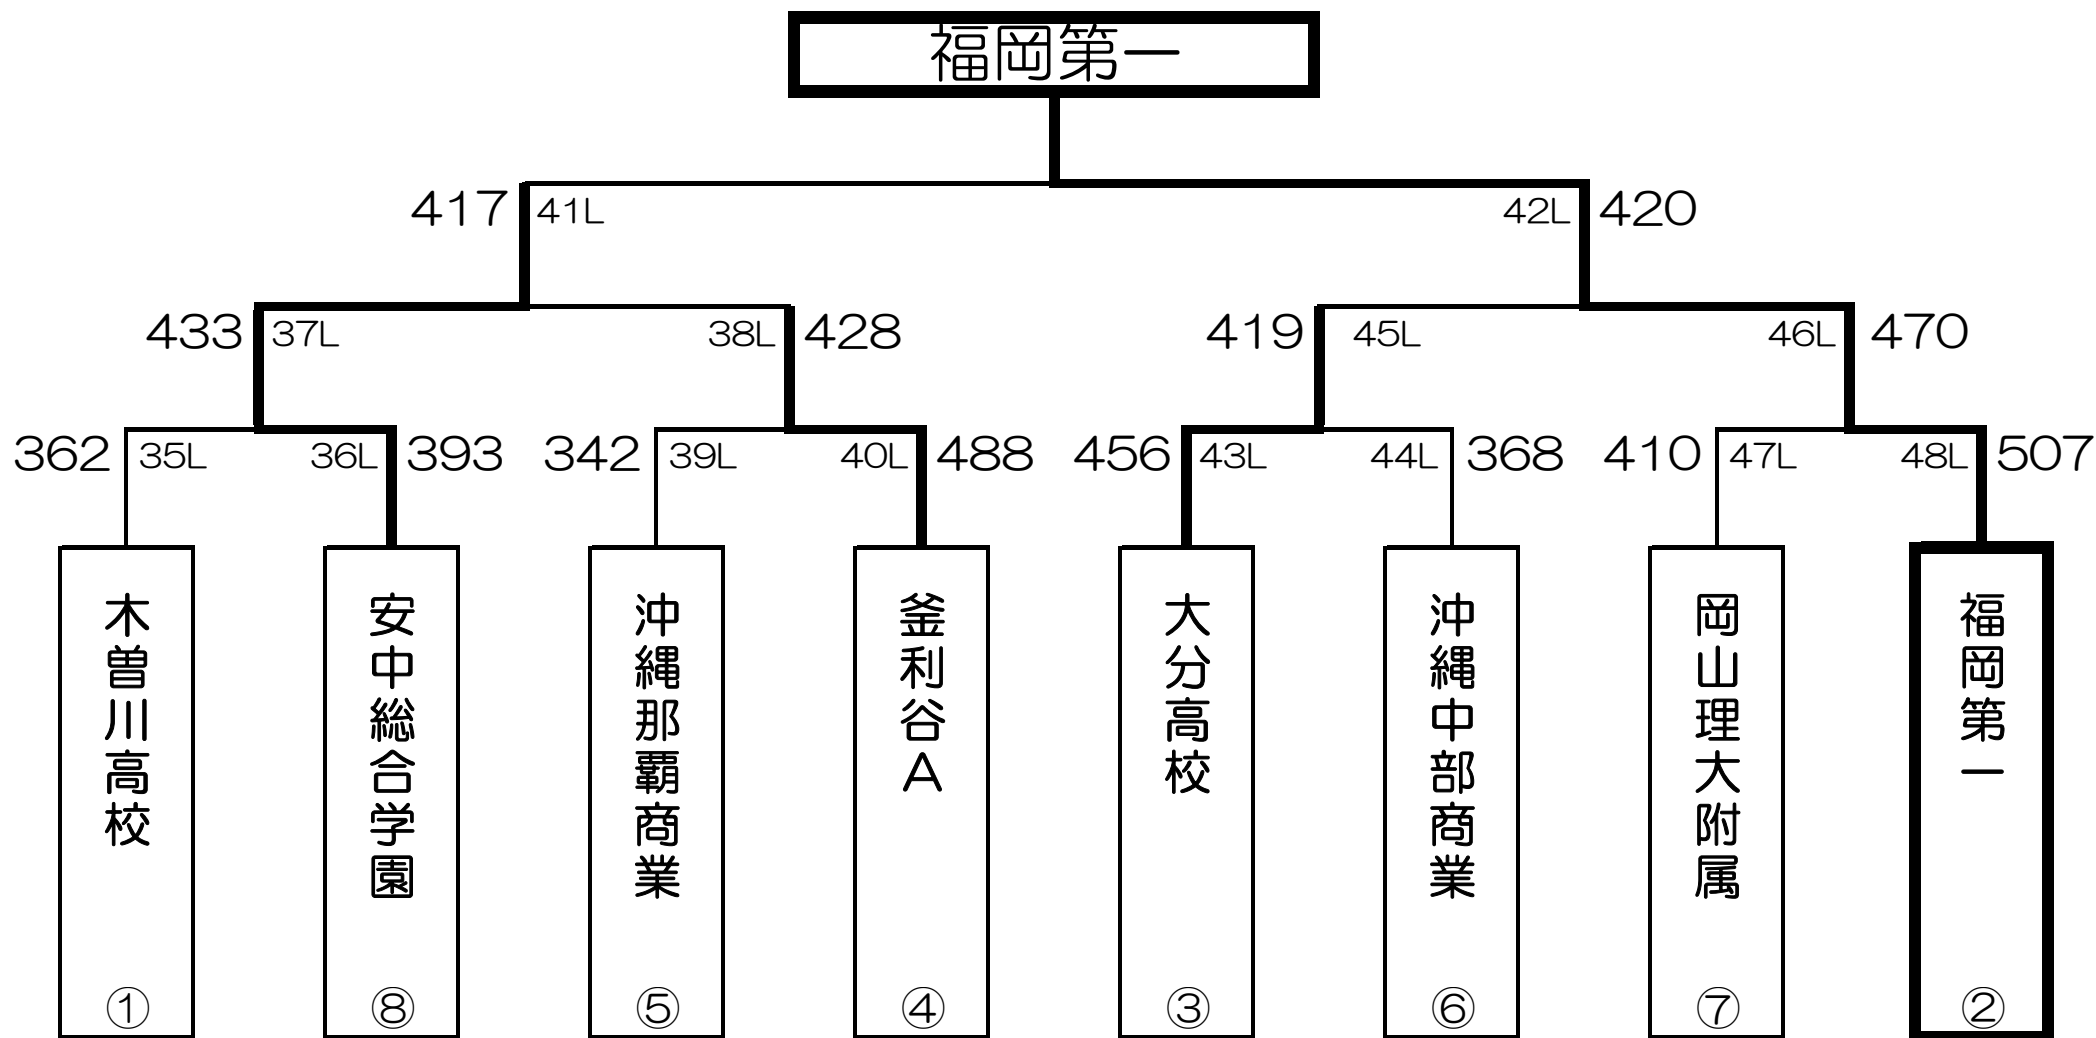 福岡第一
417 41L 42L 420
433 37L 38L 428 419 45L 46L 470
362 35L 36L 393 342 39L 40L 488 456 43L 44L 368 410 47L 48L 507
木曽川高校
安中総合学園
沖縄那覇商業
釜利谷A
大分高校
沖縄中部商業
岡山理大附属
福岡第一
① ⑧ ⑤ ④ ③ ⑥ ⑦ ②